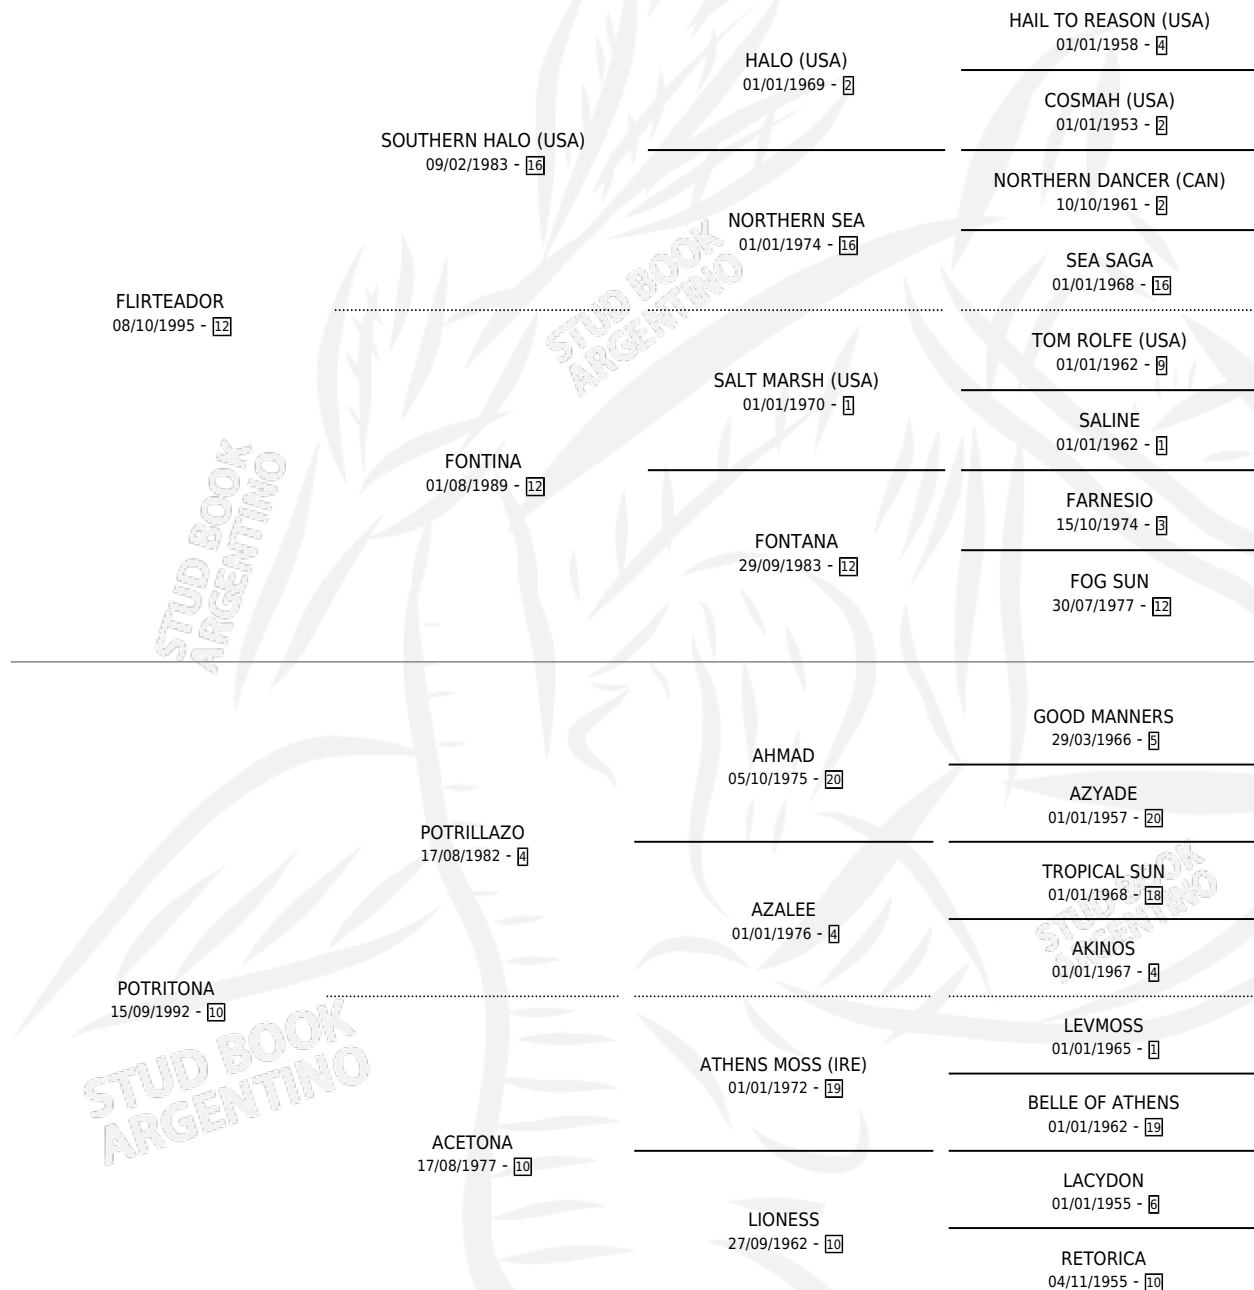 HAIL TO REASON (USA)
01/01/1958 - 4
HALO (USA)
01/01/1969 - 2
COSMAH (USA)
01/01/1953 - 2
SOUTHERN HALO (USA)
09/02/1983 - 16
NORTHERN DANCER (CAN)
10/10/1961 - 2
NORTHERN SEA
01/01/1974 - 16
SEA SAGA
01/01/1968 - 16
FLIRTEADOR
08/10/1995 - 12
STUD BOOK
ARGENTINO
TOM ROLFE (USA)
01/01/1962 - 9
SALT MARSH (USA)
01/01/1970 - 1
SALINE
01/01/1962 - 1
FONTINA
01/08/1989 - 12
FARNESIO
15/10/1974 - 3
FONTANA
29/09/1983 - 12
FOG SUN
30/07/1977 - 12
STUD BOOK
ARGENTINO
GOOD MANNERS
29/03/1966 - 5
AHMAD
05/10/1975 - 20
AZYADE
01/01/1957 - 20
POTRILLAZO
17/08/1982 - 4
TROPICAL SUN
01/01/1968 - 18
AZALEE
01/01/1976 - 4
AKINOS
01/01/1967 - 4
STUD BOOK
ARGENTINO
POTRITONA
15/09/1992 - 10
STUD BOOK
ARGENTINO
LEVMOSS
01/01/1965 - 1
ATHENS MOSS (IRE)
01/01/1972 - 19
BELLE OF ATHENS
01/01/1962 - 19
ACETONA
17/08/1977 - 10
LACYDON
01/01/1955 - 6
LIONESS
27/09/1962 - 10
RETORICA
04/11/1955 - 10